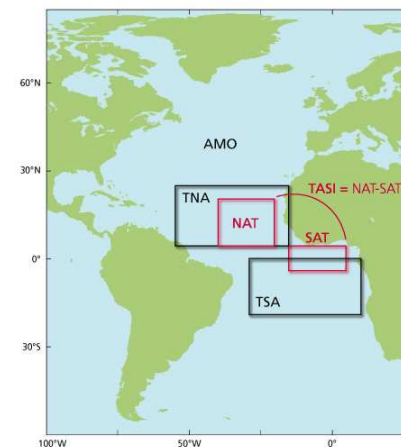 60°N
AMO
30°N
TASI = NAT-SAT
TNA
NAT
SAT
0°
TSA
30°S
100°W
50°W
0°